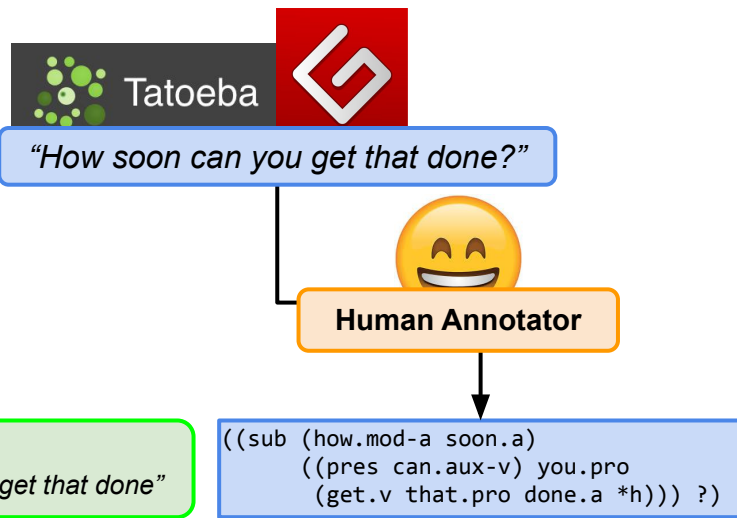 Tatoeba
“How soon can you get that done?”
Human Annotator
get that done”
((sub (how.mod-a soon.a)
((pres can.aux-v) you.pro
(get.v that.pro done.a *h))) ?)